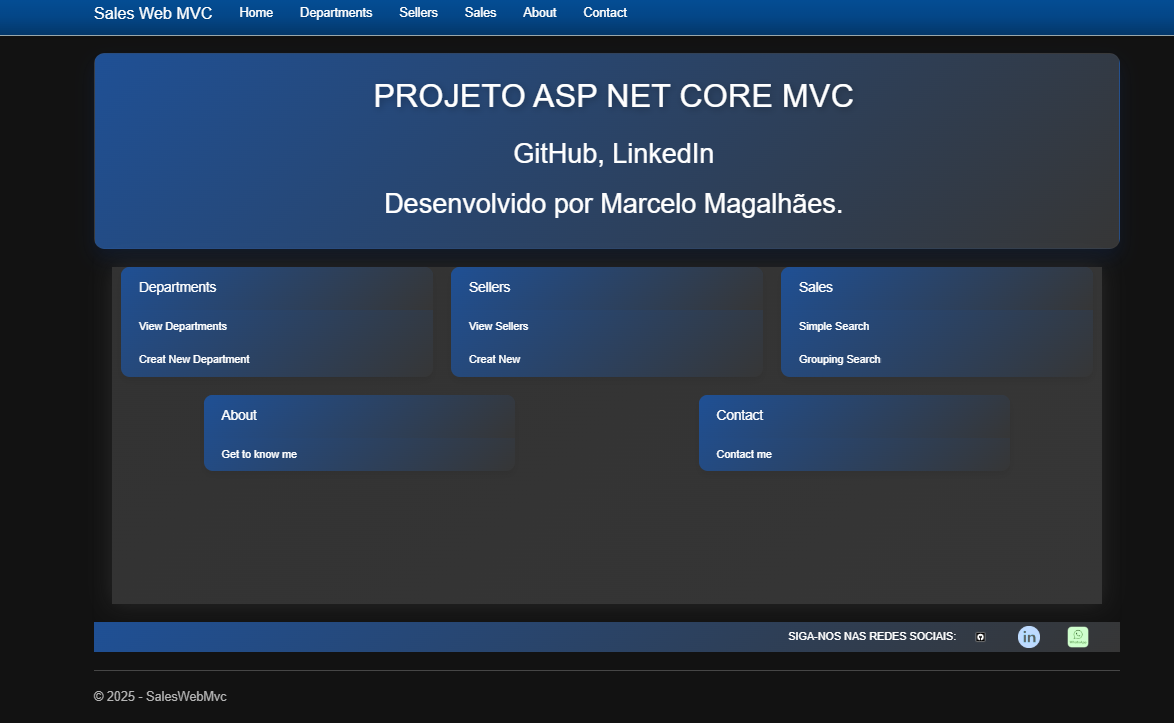 Sales Web MVC Home Departments Sellers Sales About Contact
PROJETO ASP NET CORE MVC
GitHub, LinkedIn
Desenvolvido por Marcelo Magalhães.
Departments
View Departments
Creat New Department
Sellers
View Sellers
Creat New
Sales
Simple Search
Grouping Search
About
Get to know me
Contact
Contact me
SIGA-NOS NAS REDES SOCIAIS: in
© 2025 - SalesWebMvc